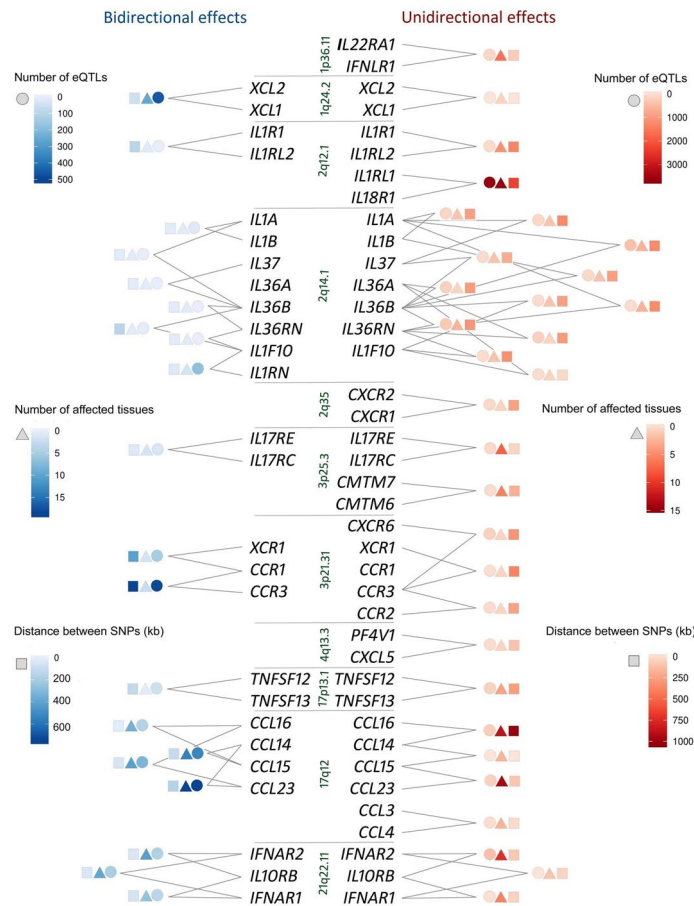 Bidirectional effects
Unidirectional effects
Number of eQTLs
0
100
200
300
400
500
Number of affected tissues
0
5
10
15
Distance between SNPs (kb)
0
200
400
600
XCL2
XCL1
IL1R1
IL1RL2
IL1A
IL1B
IL37
IL36A
IL36B
IL36RN
IL1F10
IL1RN
IL17RE
IL17RC
XCR1
CCR1
CCR3
TNFSF12
TNFSF13
CCL16
CCL14
CCL15
CCL23
IFNAR2
IL10RB
IFNAR1
1p36.11
1q24.2
2q12.1
2q14.1
2q35
3p25.3
3p21.31
4q13.3
17p13.1
17q12
21q22.11
IL22RA1
IFNLR1
XCL2
XCL1
IL1R1
IL1RL2
IL1RL1
IL18R1
IL1A
IL1B
IL37
IL36A
IL36B
IL36RN
IL1F10
CXCR2
CXCR1
IL17RE
IL17RC
CMTM7
CMTM6
CXCR6
XCR1
CCR1
CCR3
CCR2
PF4V1
CXCL5
TNFSF12
TNFSF13
CCL16
CCL14
CCL15
CCL23
CCL3
CCL4
IFNAR2
IL10RB
IFNAR1
Number of eQTLs
0
1000
2000
3000
Number of affected tissues
0
5
10
15
Distance between SNPs (kb)
0
250
500
750
1000